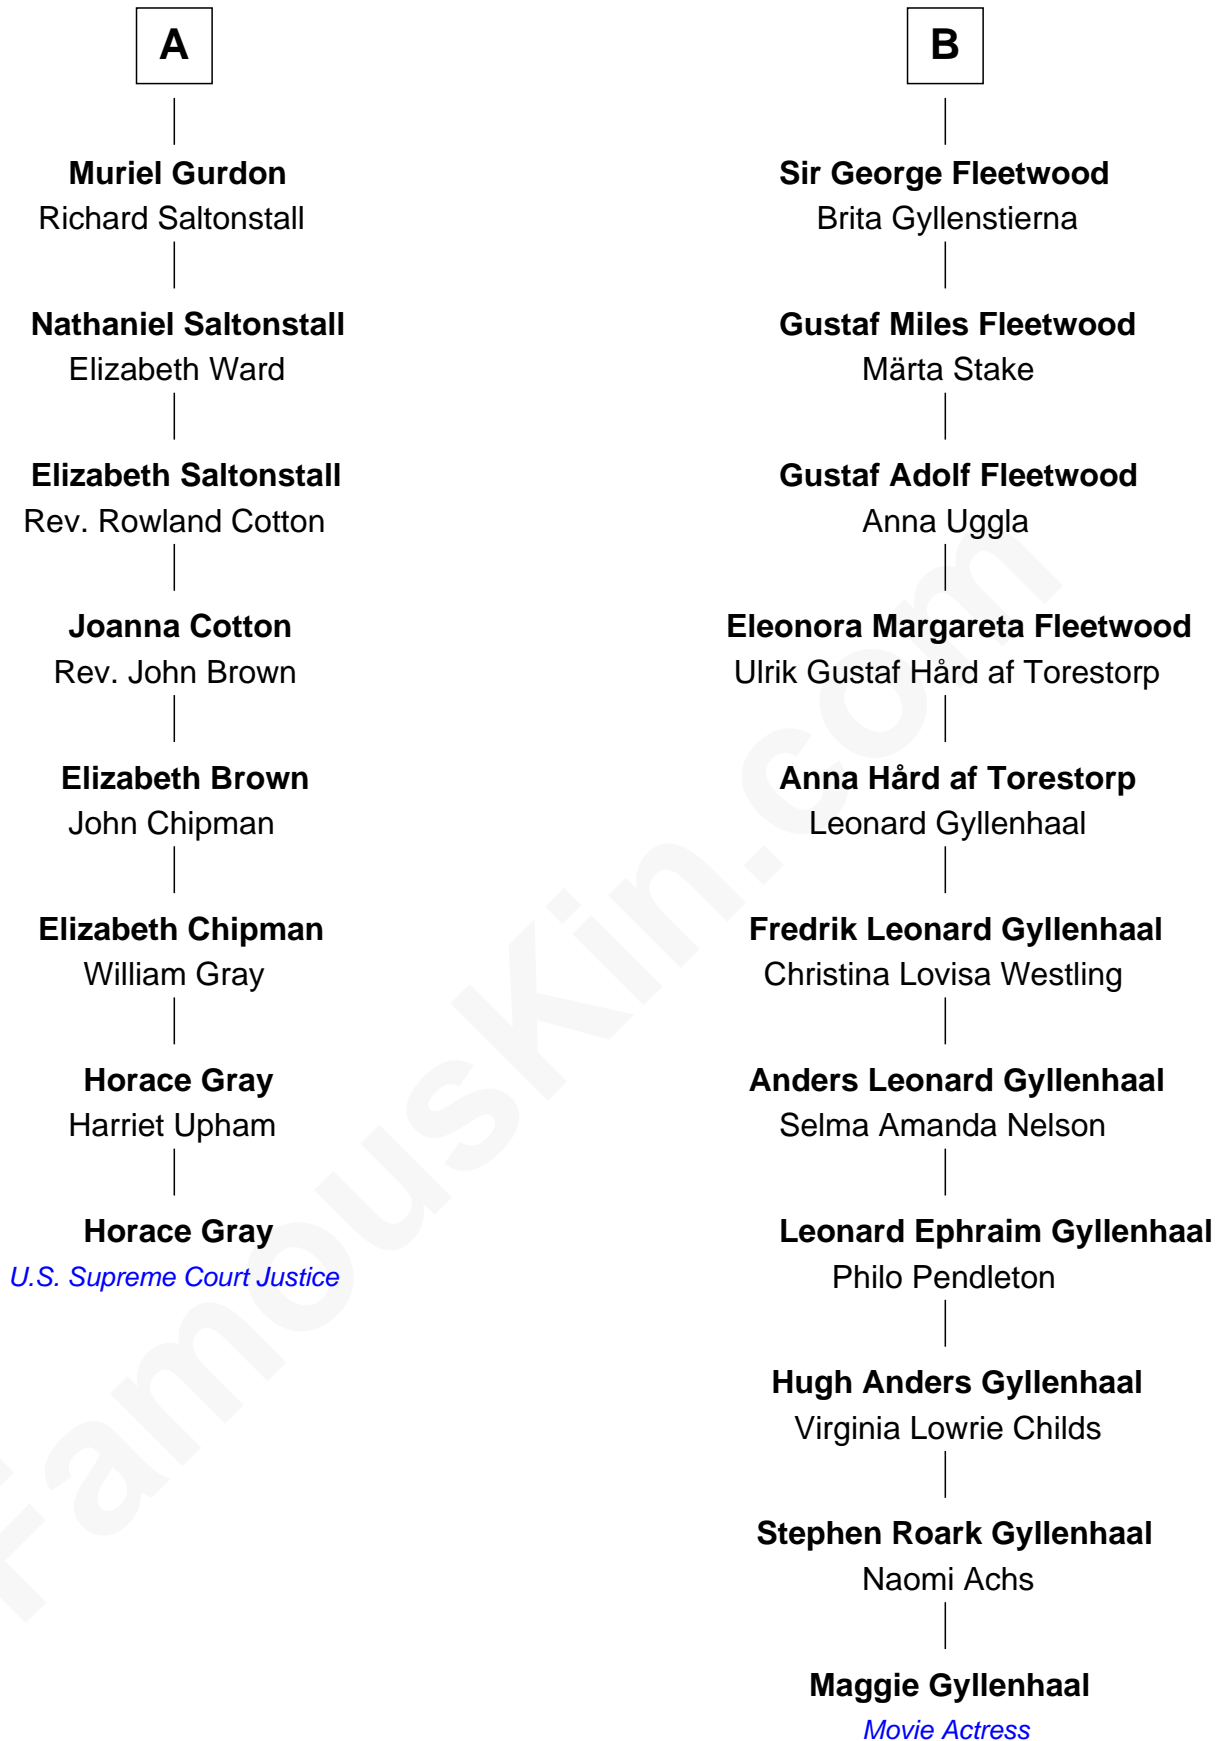 A
Muriel Gurdon
Richard Saltonstall
Nathaniel Saltonstall
Elizabeth Ward
Elizabeth Saltonstall
Rev. Rowland Cotton
Joanna Cotton
Rev. John Brown
Elizabeth Brown
John Chipman
Elizabeth Chipman
William Gray
Horace Gray
Harriet Upham
Horace Gray
U.S. Supreme Court Justice
B
Sir George Fleetwood
Brita Gyllenstierna
Gustaf Miles Fleetwood
Märta Stake
Gustaf Adolf Fleetwood
Anna Uggla
Eleonora Margareta Fleetwood
Ulrik Gustaf Hård af Torestorp
Anna Hård af Torestorp
Leonard Gyllenhaal
Fredrik Leonard Gyllenhaal
Christina Lovisa Westling
Anders Leonard Gyllenhaal
Selma Amanda Nelson
Leonard Ephraim Gyllenhaal
Philo Pendleton
Hugh Anders Gyllenhaal
Virginia Lowrie Childs
Stephen Roark Gyllenhaal
Naomi Achs
Maggie Gyllenhaal
Movie Actress
FamousKin.com